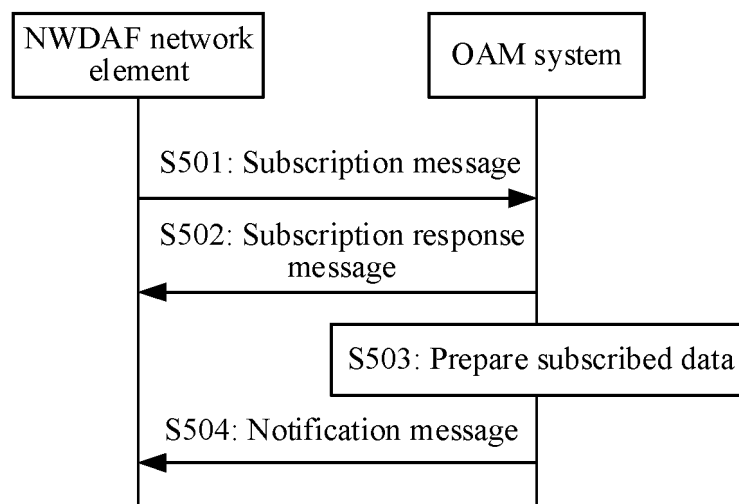 NWDAF network
element
OAM system
S501: Subscription message
S502: Subscription response
message
S503: Prepare subscribed data
S504: Notification message